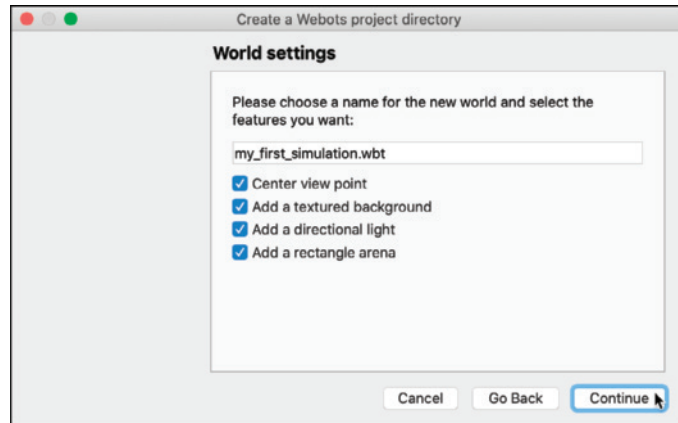 Create a Webots project directory
World settings
Please choose a name for the new world and select the
features you want:
my_first_simulation.wbt
Center view point
Add a textured background
Add a directional light
Add a rectangle arena
Cancel Go Back Continue